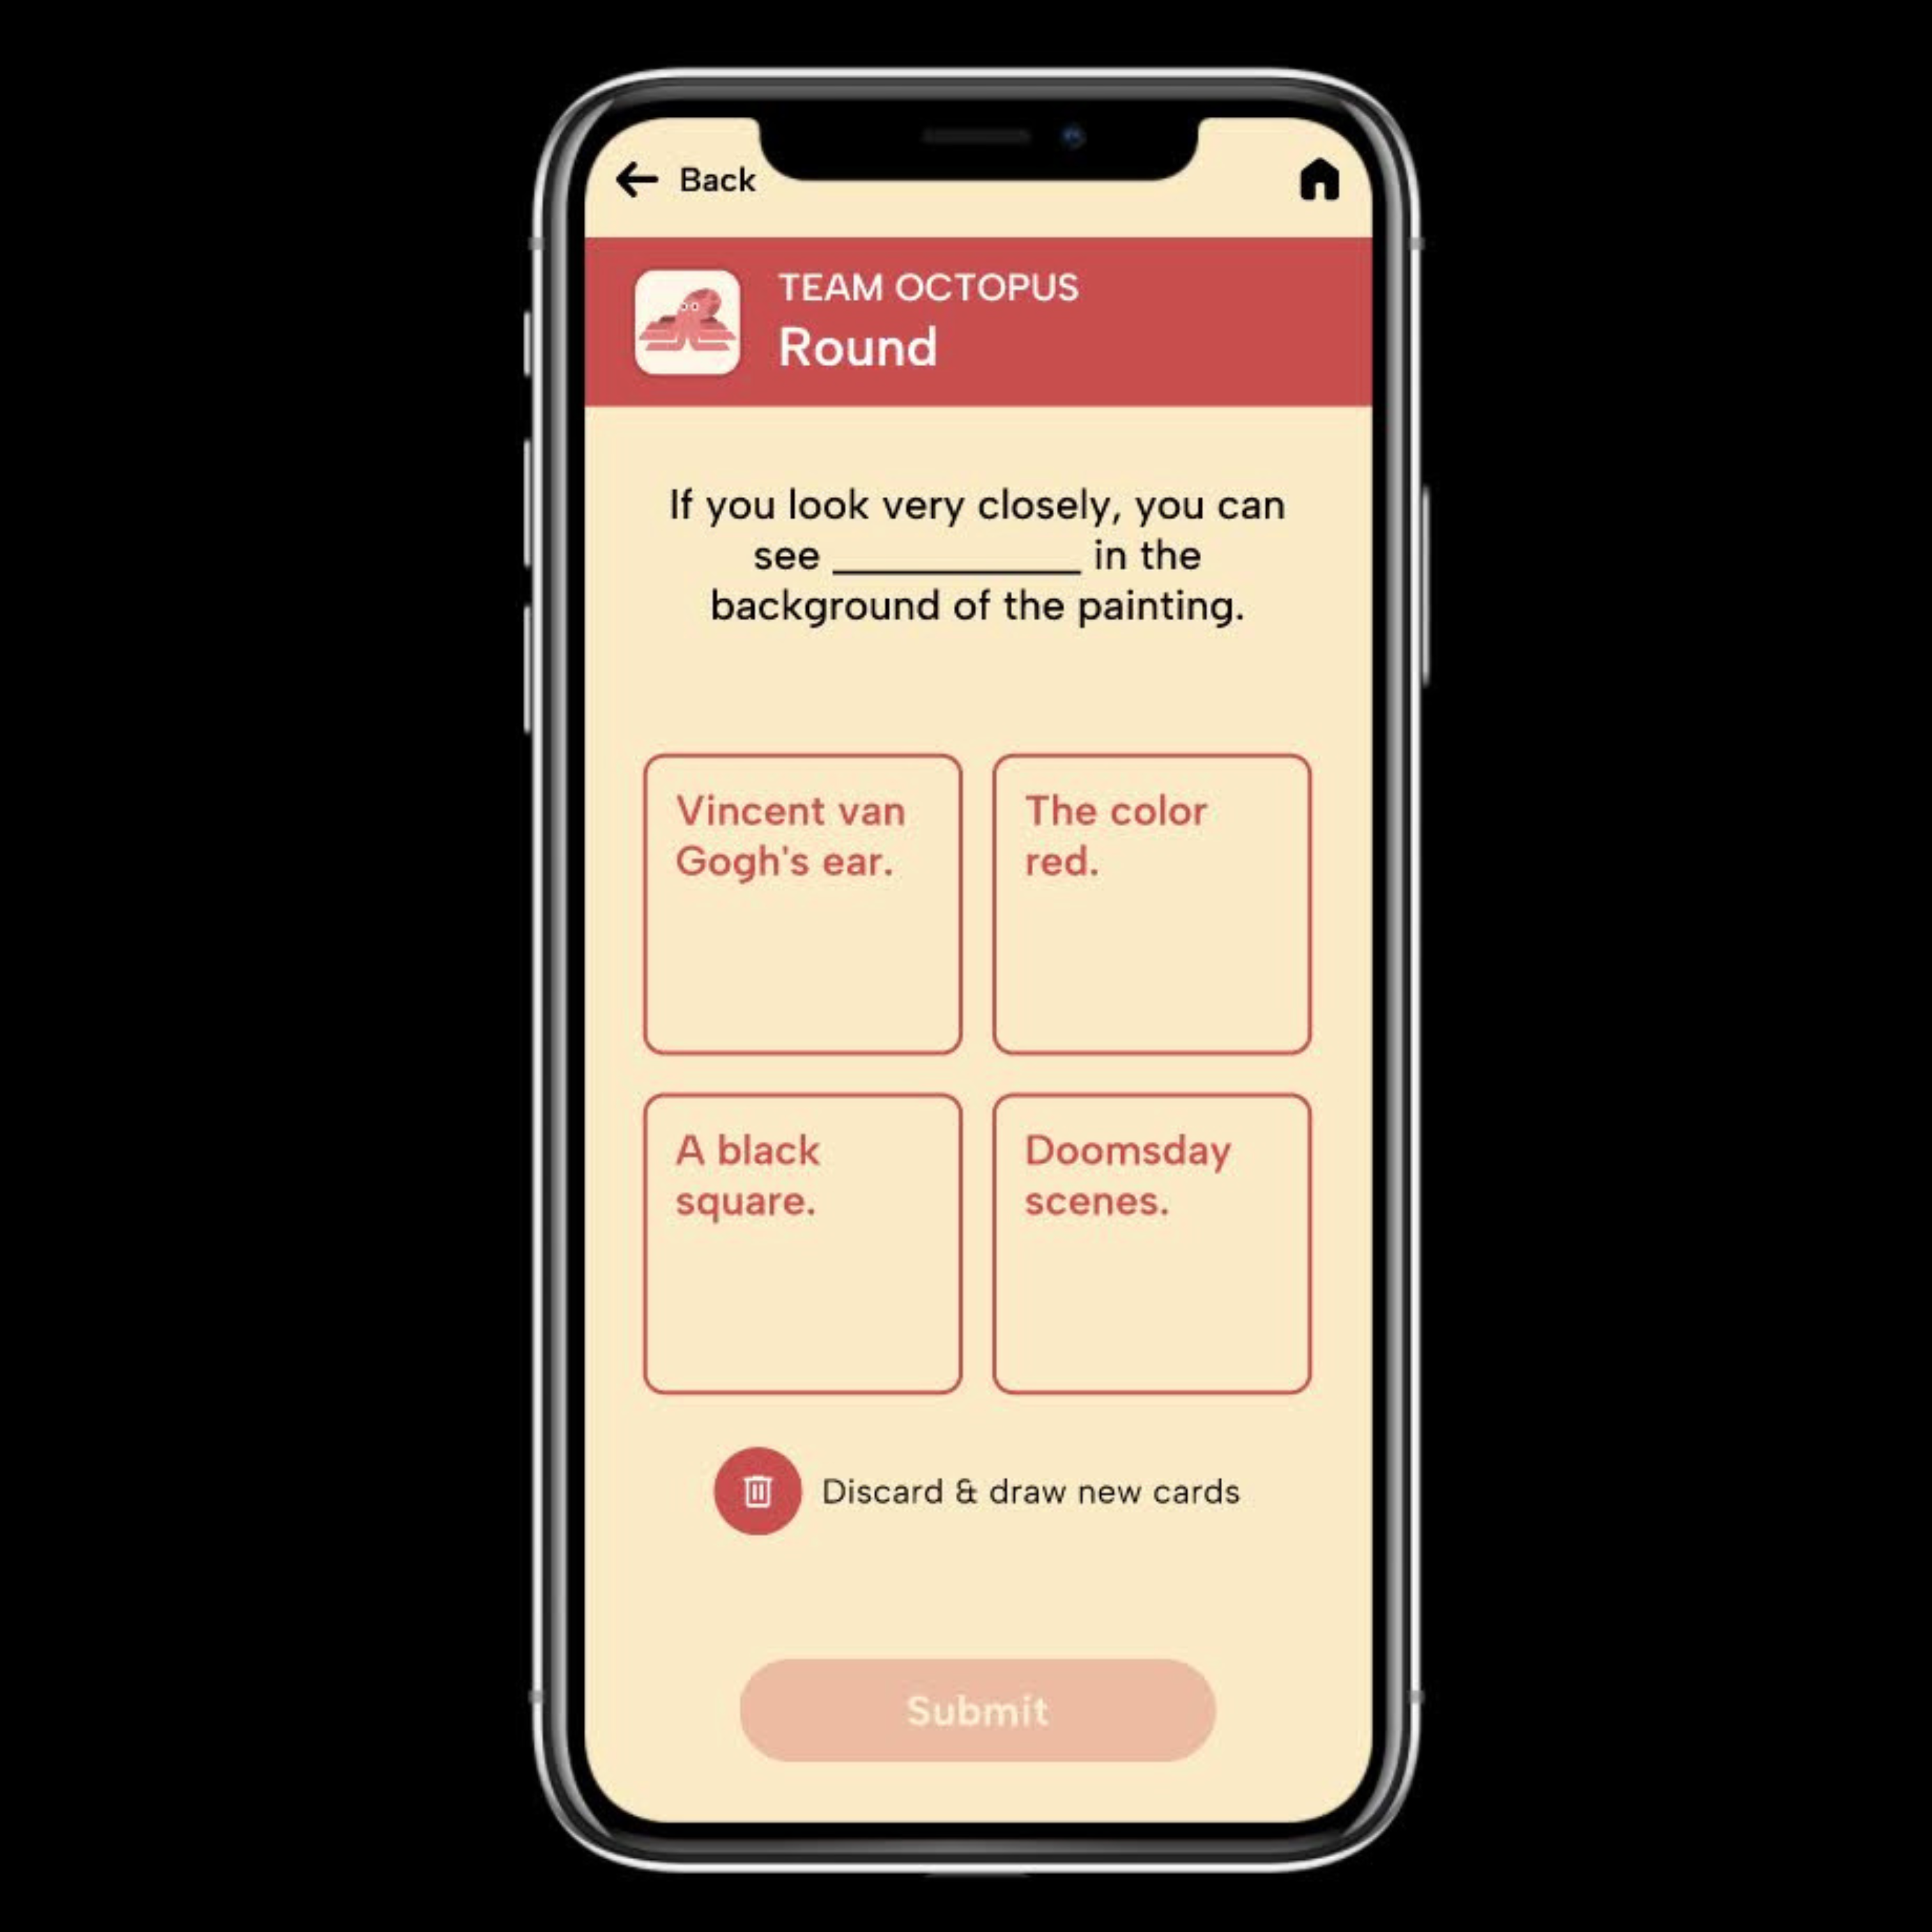 Back
TEAM OCTOPUS
Round
If you look very closely, you can
see ____________ in the
background of the painting.
Vincent van
Gogh's ear.
The color
red.
A black
square.
Doomsday
scenes.
Discard & draw new cards
Submit